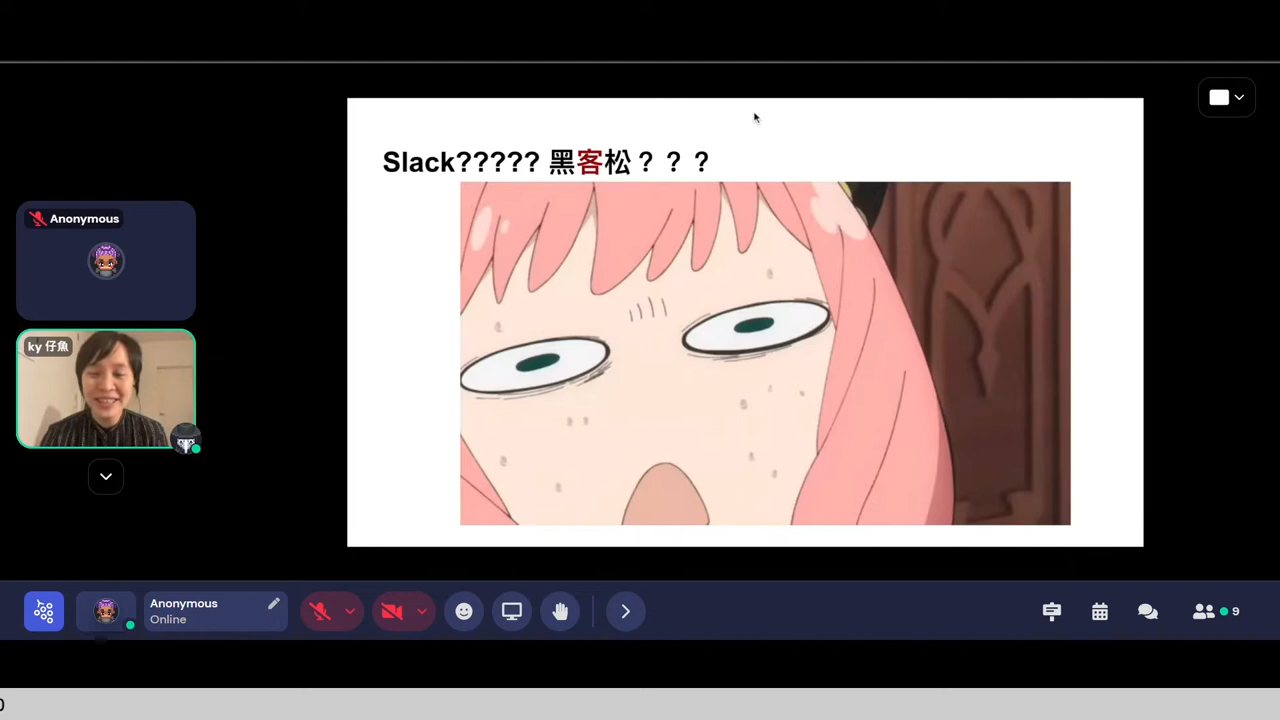 Slack????? 黑客松？？？
Anonymous
ky 仔魚
Anonymous
Online
9